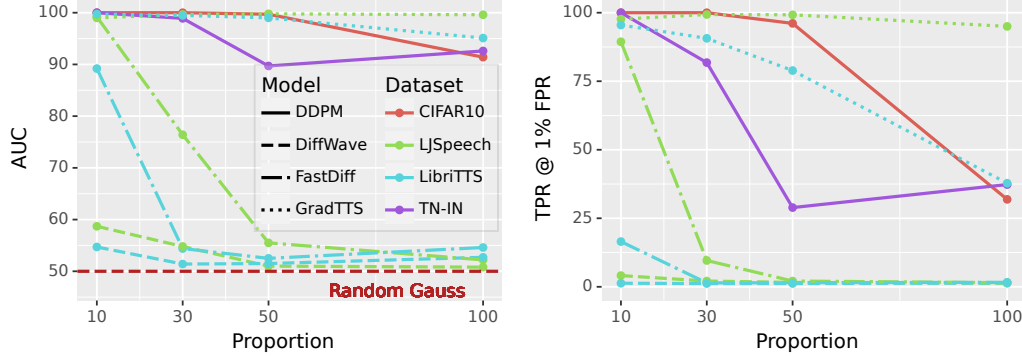 AUC
100
90
80
70
60
50
Model
DDPM
DiffWave
FastDiff
GradTTS
Dataset
CIFAR10
LJSpeech
LibriTTS
TN-IN
Random Gauss
10 30 50 100
Proportion
TPR @ 1% FPR
100
75
50
25
0
10 30 50 100
Proportion